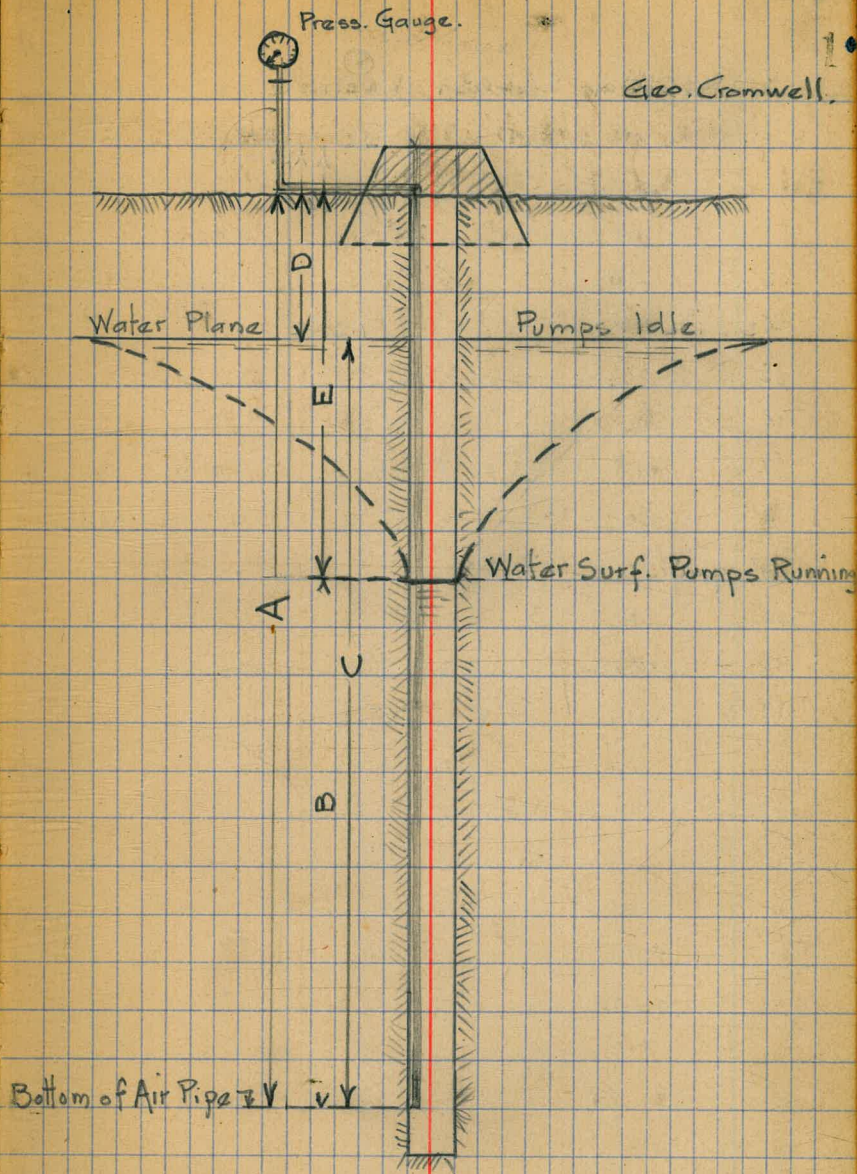 Press. Gauge.
1
Geo. Cromwell.
D
Water Plane
Pumps Idle
E
Water Surf. Pumps Running
A
C
B
Bottom of Air Pipe